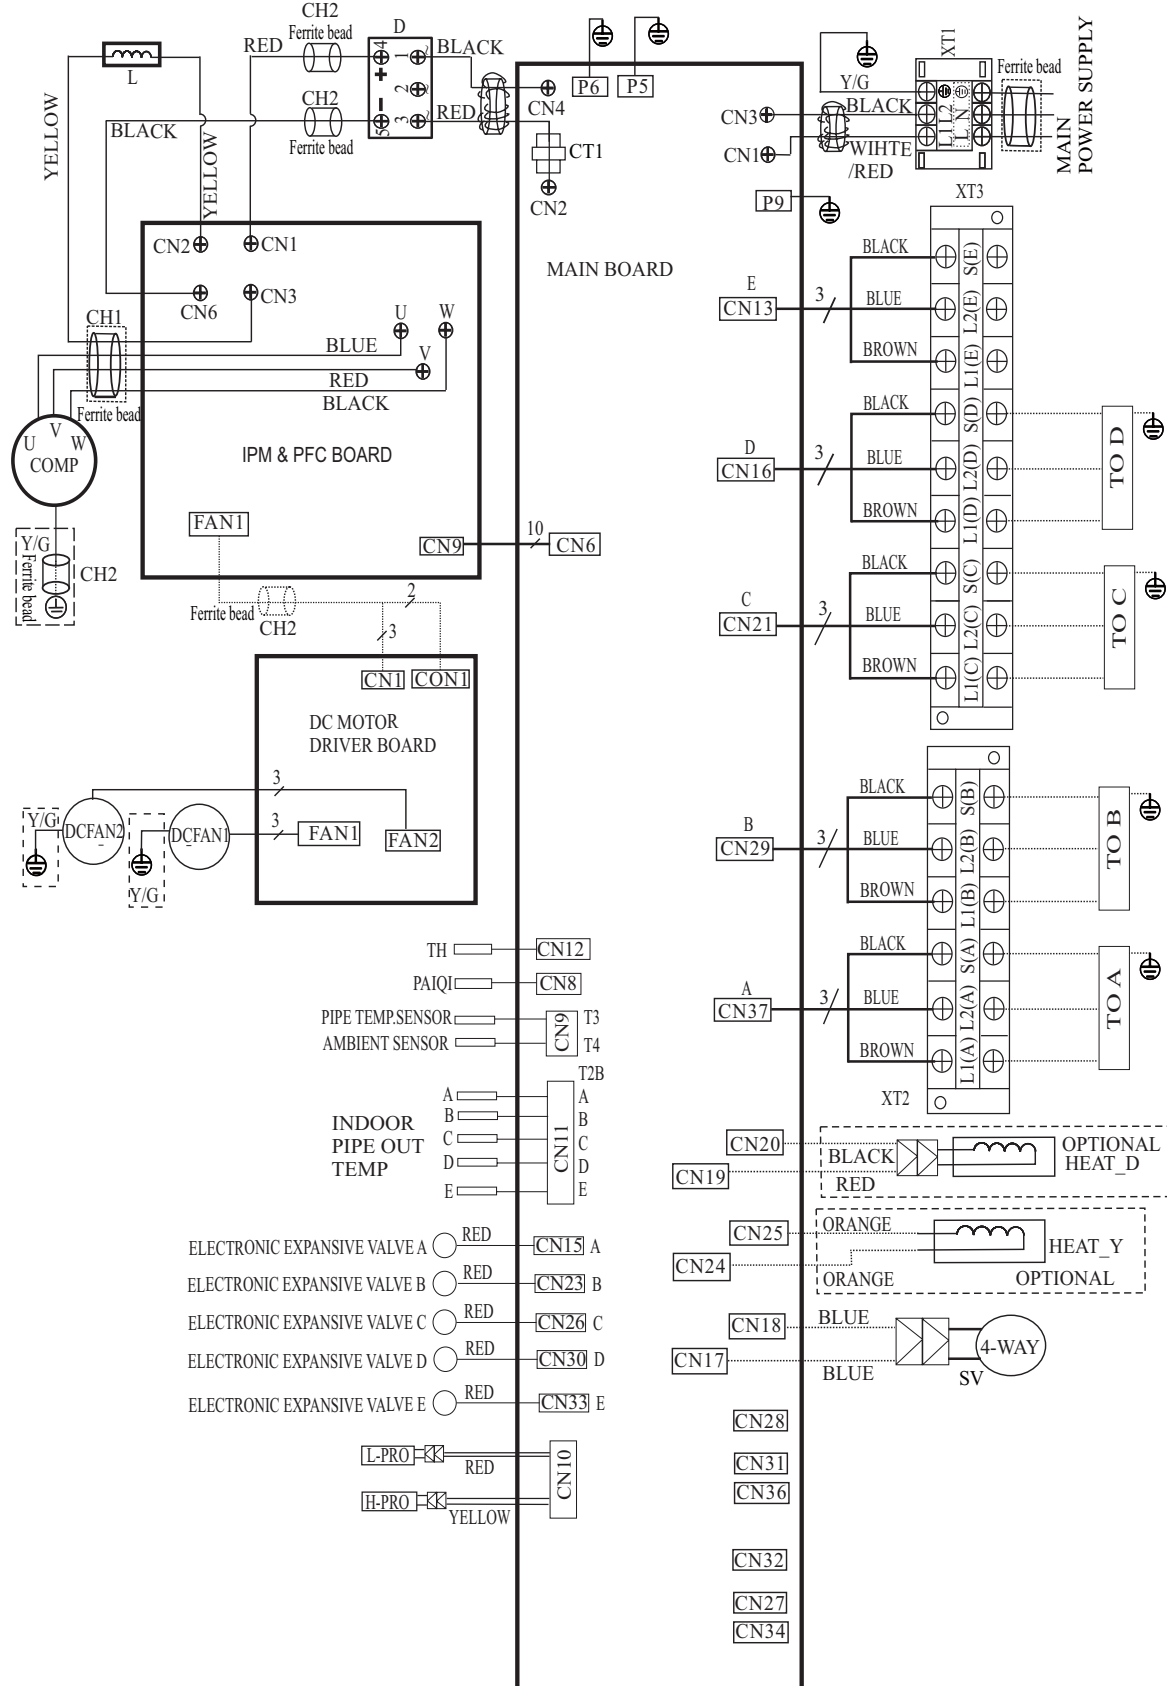 CH2
Ferrite bead
RED
D
4
1
~
BLACK
+
2
~
L
CH2
–
5
3
~
RED
BLACK
Ferrite bead
YELLOW
YELLOW
CN4
CT1
CN2
P6
P5
Y/G
XT1
Ferrite bead
MAIN
POWER SUPPLY
CN3
BLACK
L1 L2
L N
CN1
WIHTE
/RED
P9
XT3
CN2
CN1
CN6
CN3
MAIN BOARD
CH1
U
W
BLUE
V
RED
BLACK
Ferrite bead
U
V
W
COMP
IPM & PFC BOARD
Y/G
Ferrite bead
CH2
FAN1
CN9
10
CN6
Ferrite bead
CH2
2
3
CN1
CON1
DC MOTOR
DRIVER BOARD
3
Y/G
DCFAN2
-
Y/G
DCFAN1
-
3
FAN1
FAN2
E
CN13
3
BLACK
S(E)
BLUE
L2(E)
BROWN
L1(E)
D
CN16
3
BLACK
S(D)
BLUE
L2(D)
BROWN
L1(D)
TO D
C
CN21
3
BLACK
S(C)
BLUE
L2(C)
BROWN
L1(C)
TO C
B
CN29
3
BLACK
S(B)
BLUE
L2(B)
BROWN
L1(B)
TO B
A
CN37
3
BLACK
S(A)
BLUE
L2(A)
BROWN
L1(A)
TO A
XT2
TH
CN12
PAIQI
CN8
PIPE TEMP.SENSOR
CN9
T3
AMBIENT SENSOR
T4
T2B
INDOOR
PIPE OUT
TEMP
A
B
C
D
E
CN11
A
B
C
D
E
CN20
BLACK
OPTIONAL
HEAT_D
CN19
RED
CN25
ORANGE
HEAT_Y
CN24
ORANGE
OPTIONAL
CN18
BLUE
4-WAY
CN17
BLUE
SV
ELECTRONIC EXPANSIVE VALVE A
RED
CN15 A
ELECTRONIC EXPANSIVE VALVE B
RED
CN23 B
ELECTRONIC EXPANSIVE VALVE C
RED
CN26 C
ELECTRONIC EXPANSIVE VALVE D
RED
CN30 D
ELECTRONIC EXPANSIVE VALVE E
RED
CN33 E
L-PRO
RED
CN10
H-PRO
YELLOW
CN28
CN31
CN36
CN32
CN27
CN34